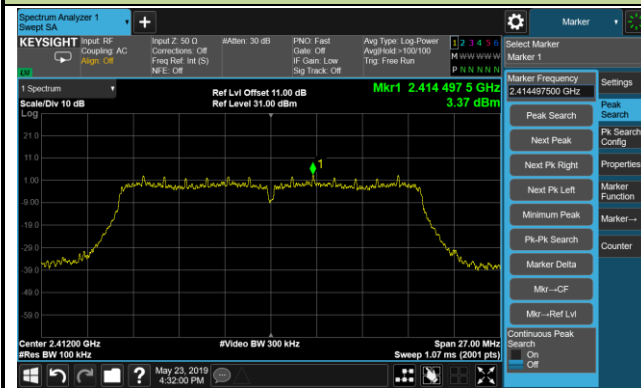 Spectrum Analyzer 1
Swept SA
+
Marker
KEYSIGHT
Input: RF
Coupling: AC
Align: Off
Input Z: 50 Ω
Corrections: Off
Freq Ref: Int (S)
NFE: Off
#Atten: 30 dB
PNO: Fast
Gate: Off
IF Gain: Low
Sig Track: Off
Avg Type: Log-Power
Avg|Hold:>100/100
Trig: Free Run
1 2 3 4 5 6
M W W W W W
P N N N N N
Select Marker
Marker 1
1 Spectrum
Scale/Div 10 dB
Log
Ref Lvl Offset 11.00 dB
Ref Level 31.00 dBm
Mkr1 2.414 497 5 GHz
3.37 dBm
21.0
11.0
1.00
-9.00
-19.0
-29.0
-39.0
-49.0
-59.0
1
Center 2.41200 GHz
#Res BW 100 kHz
#Video BW 300 kHz
Span 27.00 MHz
Sweep 1.07 ms (2001 pts)
Marker Frequency
2.414497500 GHz
Peak Search
Next Peak
Next Pk Right
Next Pk Left
Minimum Peak
Pk-Pk Search
Marker Delta
Mkr→CF
Mkr→Ref Lvl
Continuous Peak
Search
On
Off
Settings
Peak
Search
Pk Search
Config
Properties
Marker
Function
Marker→
Counter
?
May 23, 2019
4:32:00 PM